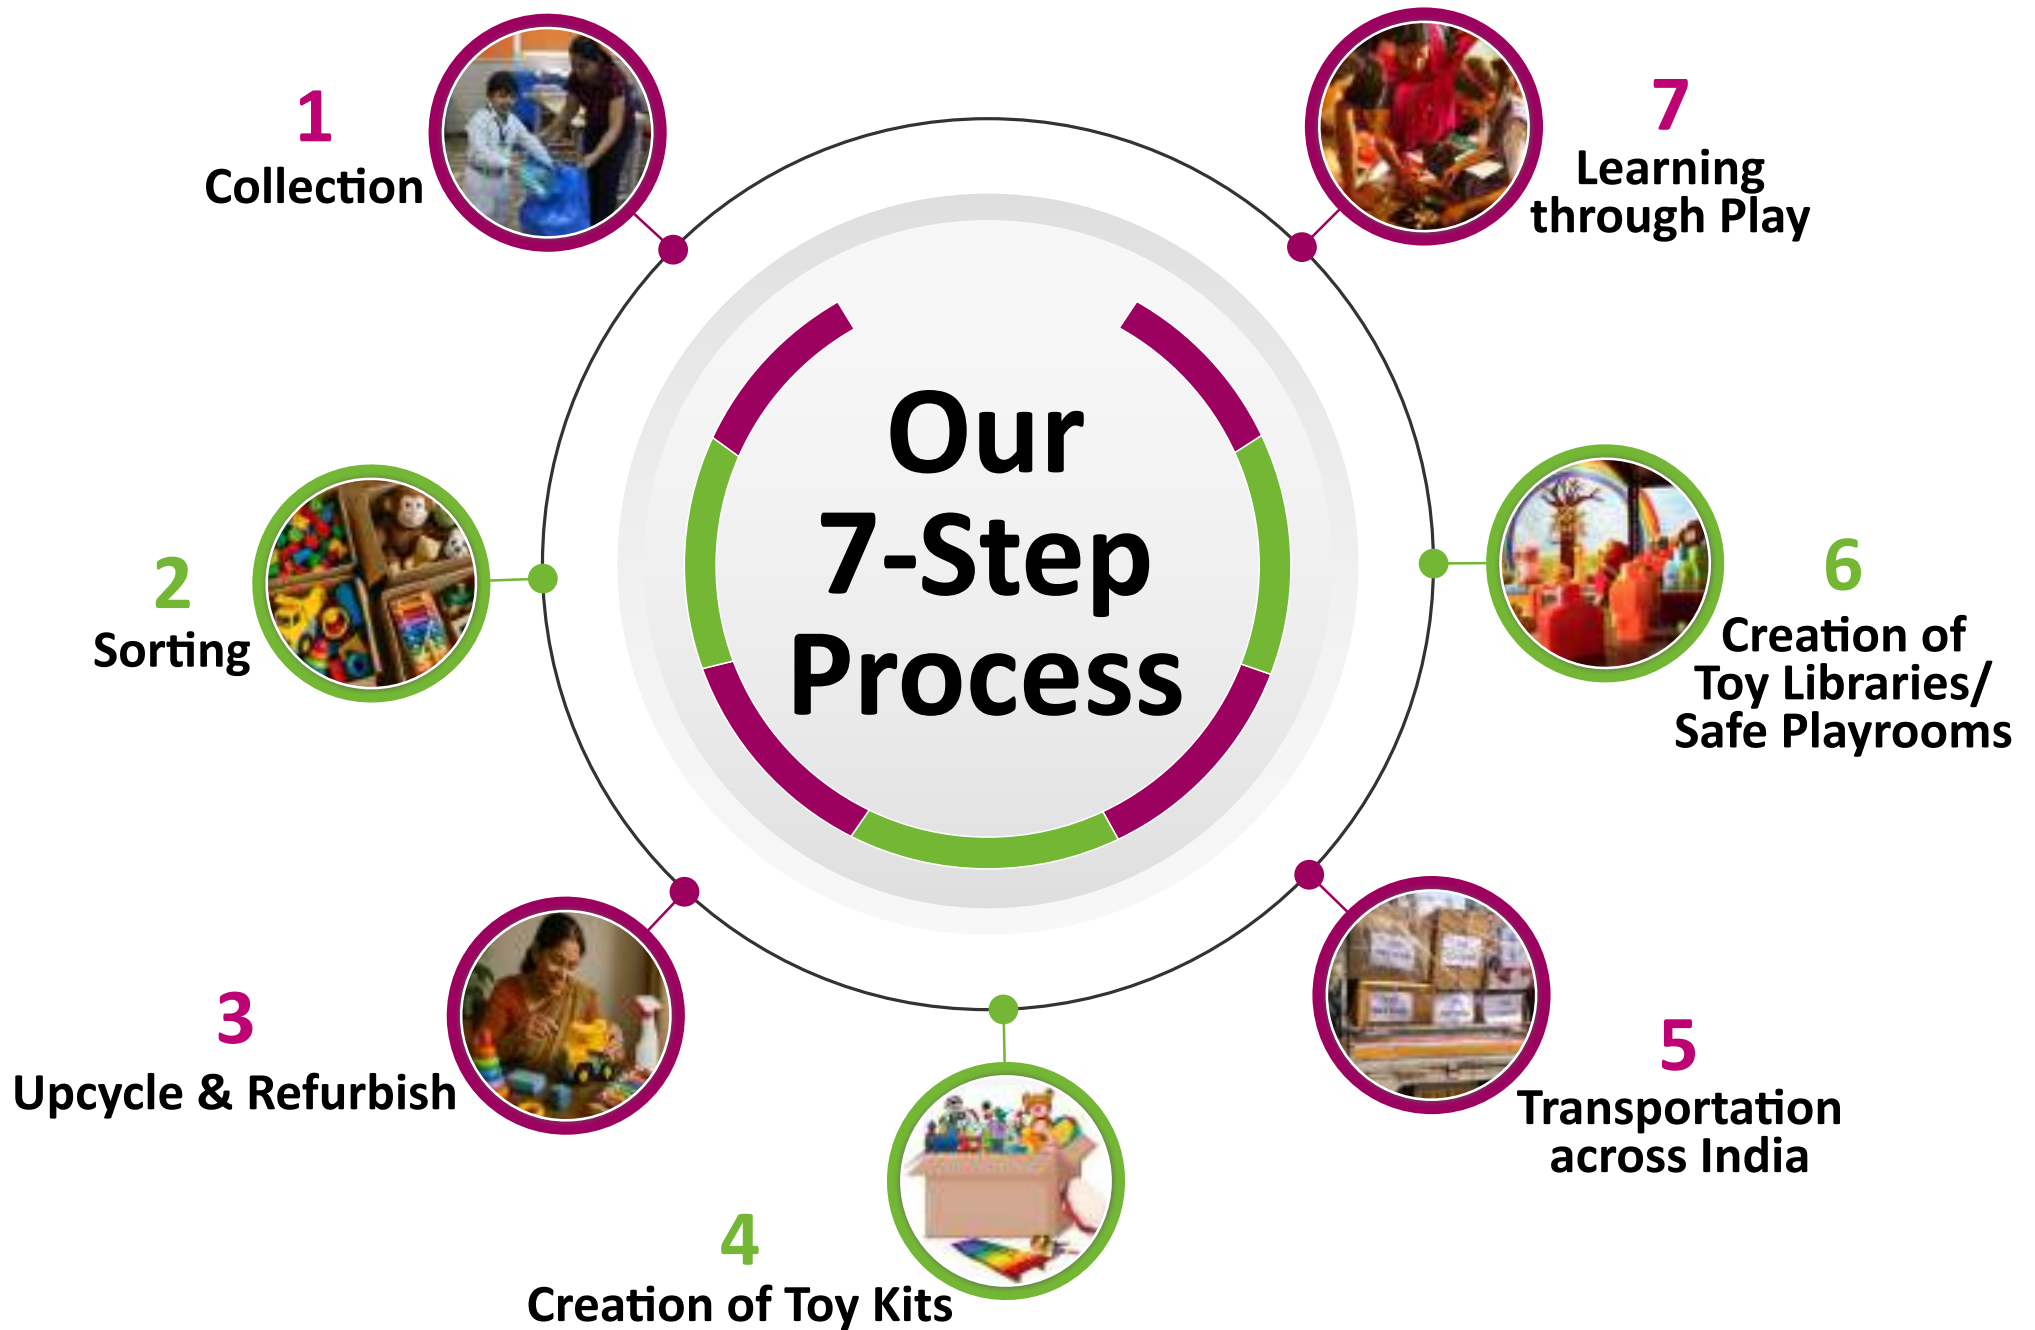 Our
7-Step
Process
1
Collection
2
Sorting
3
Upcycle & Refurbish
4
Creation of Toy Kits
5
Transportation
across India
6
Creation of
Toy Libraries/
Safe Playrooms
7
Learning
through Play